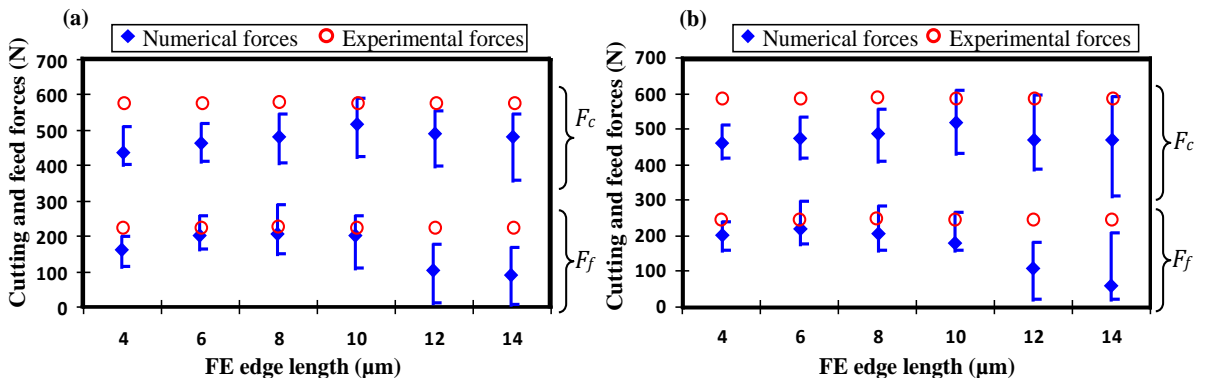 (a)
Numerical forces Experimental forces
Cutting and feed forces (N)
700
600
500
400
300
200
100
0
4 6 8 10 12 14
FE edge length (µm)
Fc
Ff
(b)
Numerical forces Experimental forces
Cutting and feed forces (N)
700
600
500
400
300
200
100
0
4 6 8 10 12 14
FE edge length (µm)
Fc
Ff